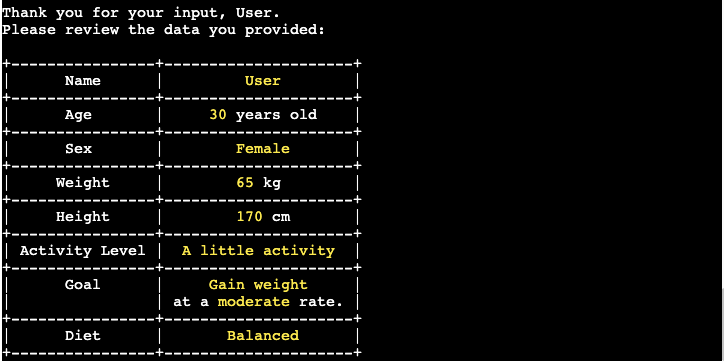 Thank you for your input, User.
Please review the data you provided:
+----------------+---------------------+
| Name | User |
+----------------+---------------------+
| Age | 30 years old |
+----------------+---------------------+
| Sex | Female |
+----------------+---------------------+
| Weight | 65 kg |
+----------------+---------------------+
| Height | 170 cm |
+----------------+---------------------+
| Activity Level | A little activity |
+----------------+---------------------+
| Goal | Gain weight |
| | at a moderate rate. |
+----------------+---------------------+
| Diet | Balanced |
+----------------+---------------------+